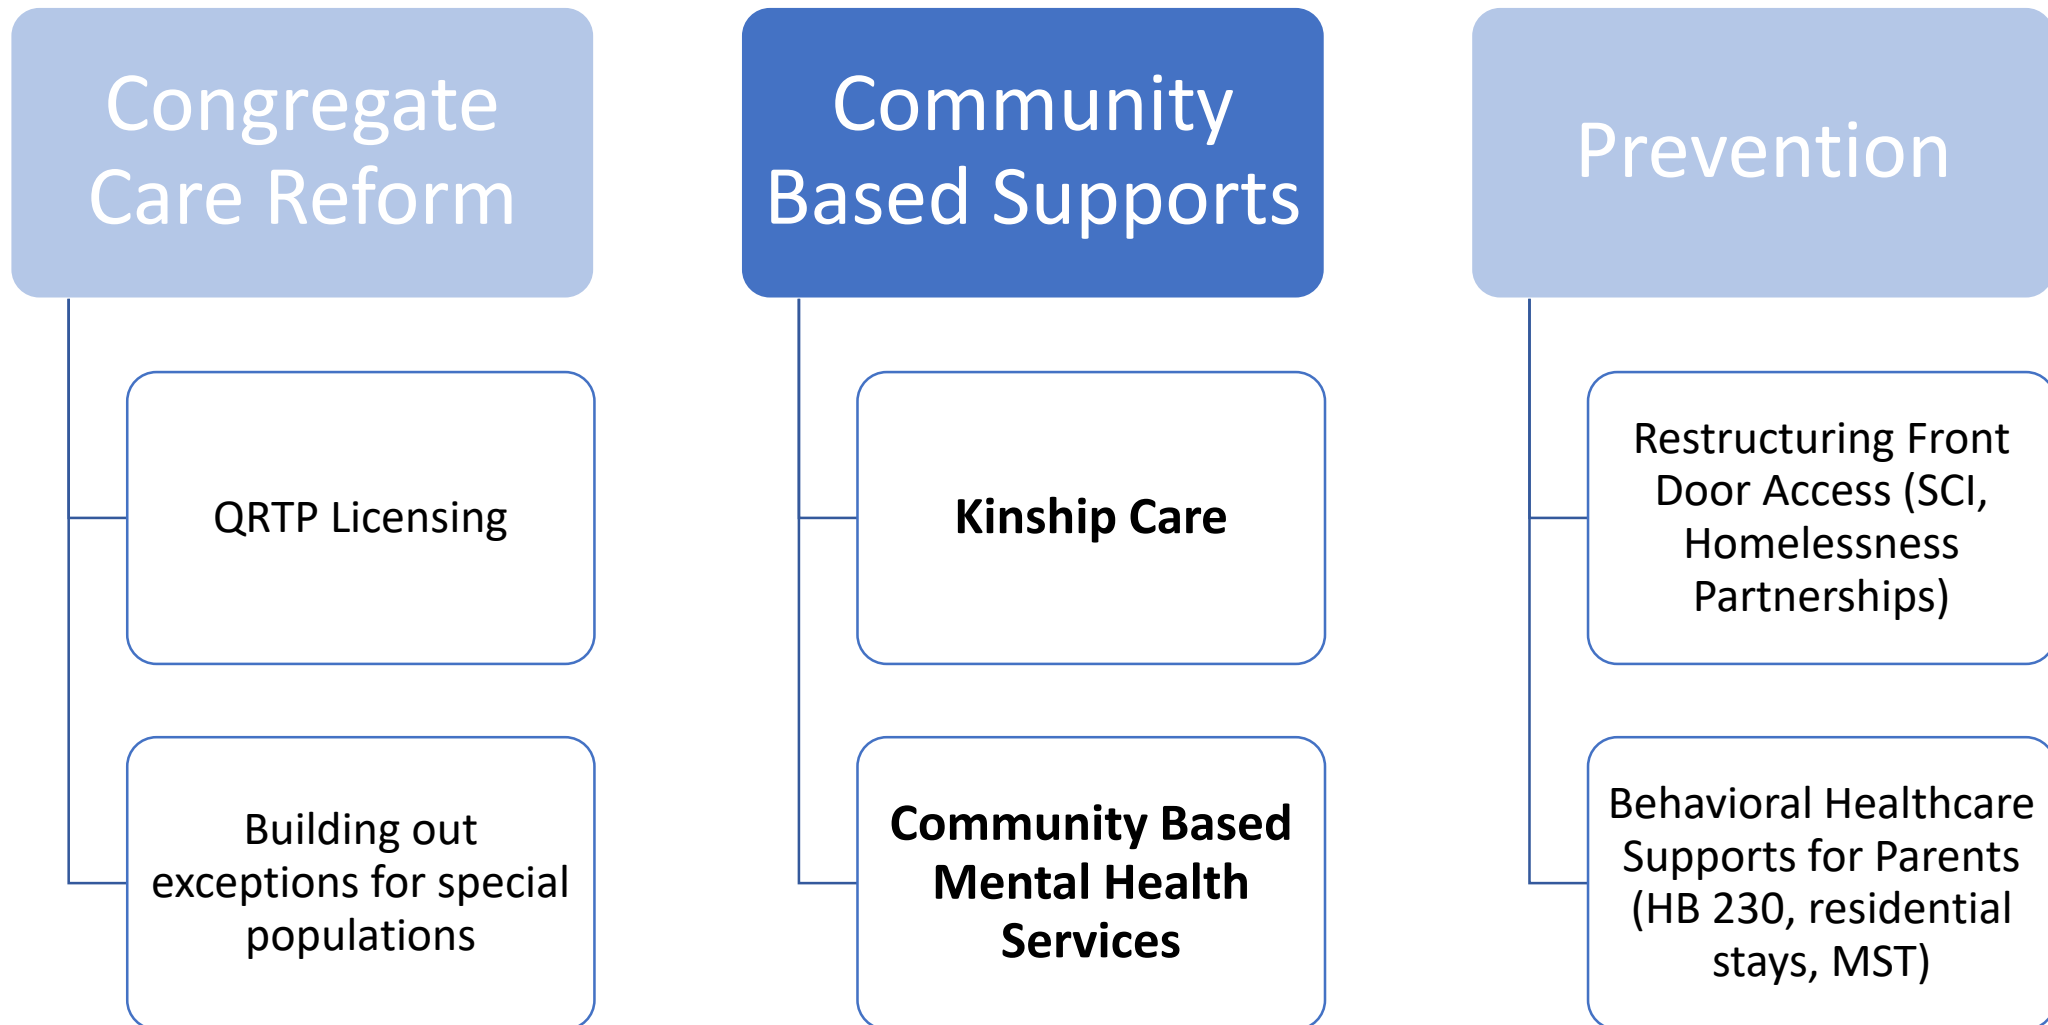 Congregate
Care Reform
QRTP Licensing
Building out
exceptions for special
populations
Community
Based Supports
Kinship Care
Community Based
Mental Health
Services
Prevention
Restructuring Front
Door Access (SCI,
Homelessness
Partnerships)
Behavioral Healthcare
Supports for Parents
(HB 230, residential
stays, MST)